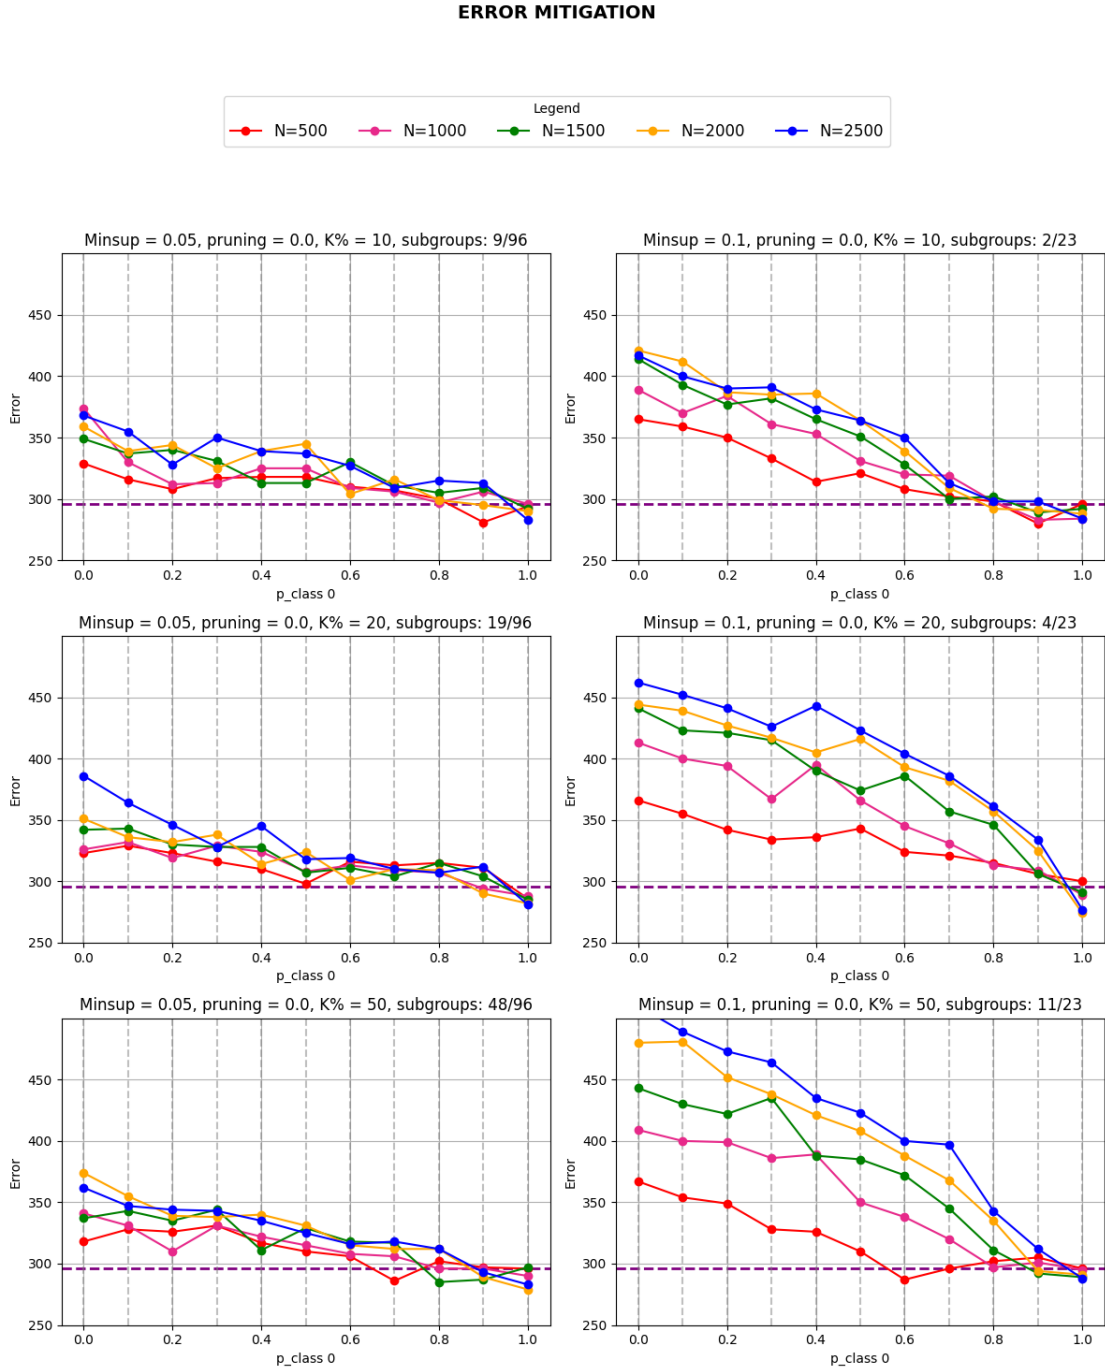 ERROR MITIGATION
Legend
N=500 N=1000 N=1500 N=2000 N=2500
Minsup = 0.05, pruning = 0.0, K% = 10, subgroups: 9/96
450
400
350
300
250
Error
0.0 0.2 0.4 0.6 0.8 1.0
p_class 0
Minsup = 0.1, pruning = 0.0, K% = 10, subgroups: 2/23
450
400
350
300
250
Error
0.0 0.2 0.4 0.6 0.8 1.0
p_class 0
Minsup = 0.05, pruning = 0.0, K% = 20, subgroups: 19/96
450
400
350
300
250
Error
0.0 0.2 0.4 0.6 0.8 1.0
p_class 0
Minsup = 0.1, pruning = 0.0, K% = 20, subgroups: 4/23
450
400
350
300
250
Error
0.0 0.2 0.4 0.6 0.8 1.0
p_class 0
Minsup = 0.05, pruning = 0.0, K% = 50, subgroups: 48/96
450
400
350
300
250
Error
0.0 0.2 0.4 0.6 0.8 1.0
p_class 0
Minsup = 0.1, pruning = 0.0, K% = 50, subgroups: 11/23
450
400
350
300
250
Error
0.0 0.2 0.4 0.6 0.8 1.0
p_class 0